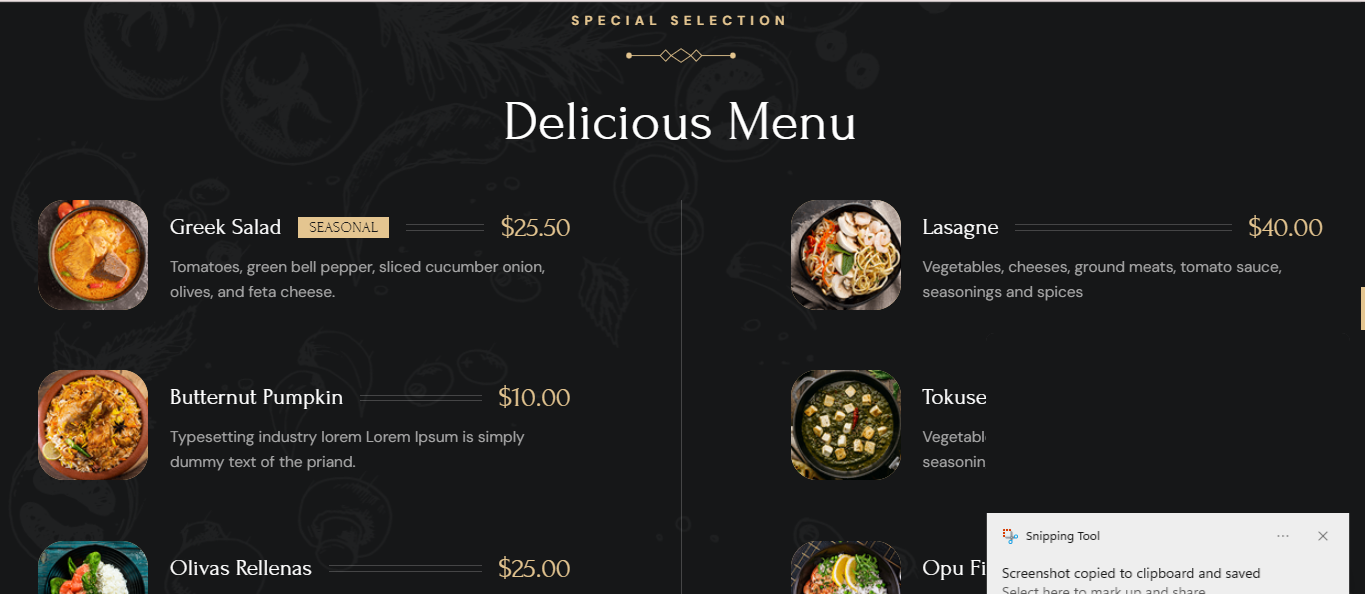 SPECIAL SELECTION
Delicious Menu
Greek Salad SEASONAL $25.50
Tomatoes, green bell pepper, sliced cucumber onion,
olives, and feta cheese.
Butternut Pumpkin $10.00
Typesetting industry lorem Lorem Ipsum is simply
dummy text of the priand.
Olivas Rellenas $25.00
Lasagne $40.00
Vegetables, cheeses, ground meats, tomato sauce,
seasonings and spices
Tokuse
Vegetabl
seasonin
Opu Fi
Snipping Tool
Screenshot copied to clipboard and saved
Select here to mark up and share